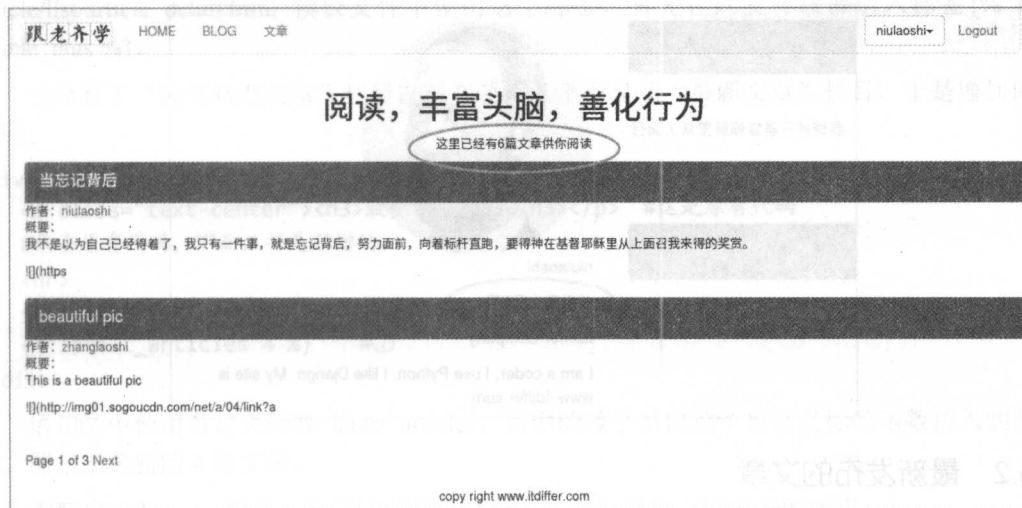 跟老齐学 HOME BLOG 文章 niulaoshi Logout
阅读，丰富头脑，善化行为
这里已经有6篇文章供你阅读
当忘记背后
作者：niulaoshi
概要：
我不是以为自己已经得着了，我只有一件事，就是忘记背后，努力面前，向着标杆直跑，要得神在基督耶稣里从上面召我来得的奖赏。
![](https
beautiful pic
作者：zhanglaoshi
概要：
This is a beautiful pic
![](http://img01.sogoucdn.com/net/a/04/link?a
Page 1 of 3 Next
copy right www.itdiffer.com